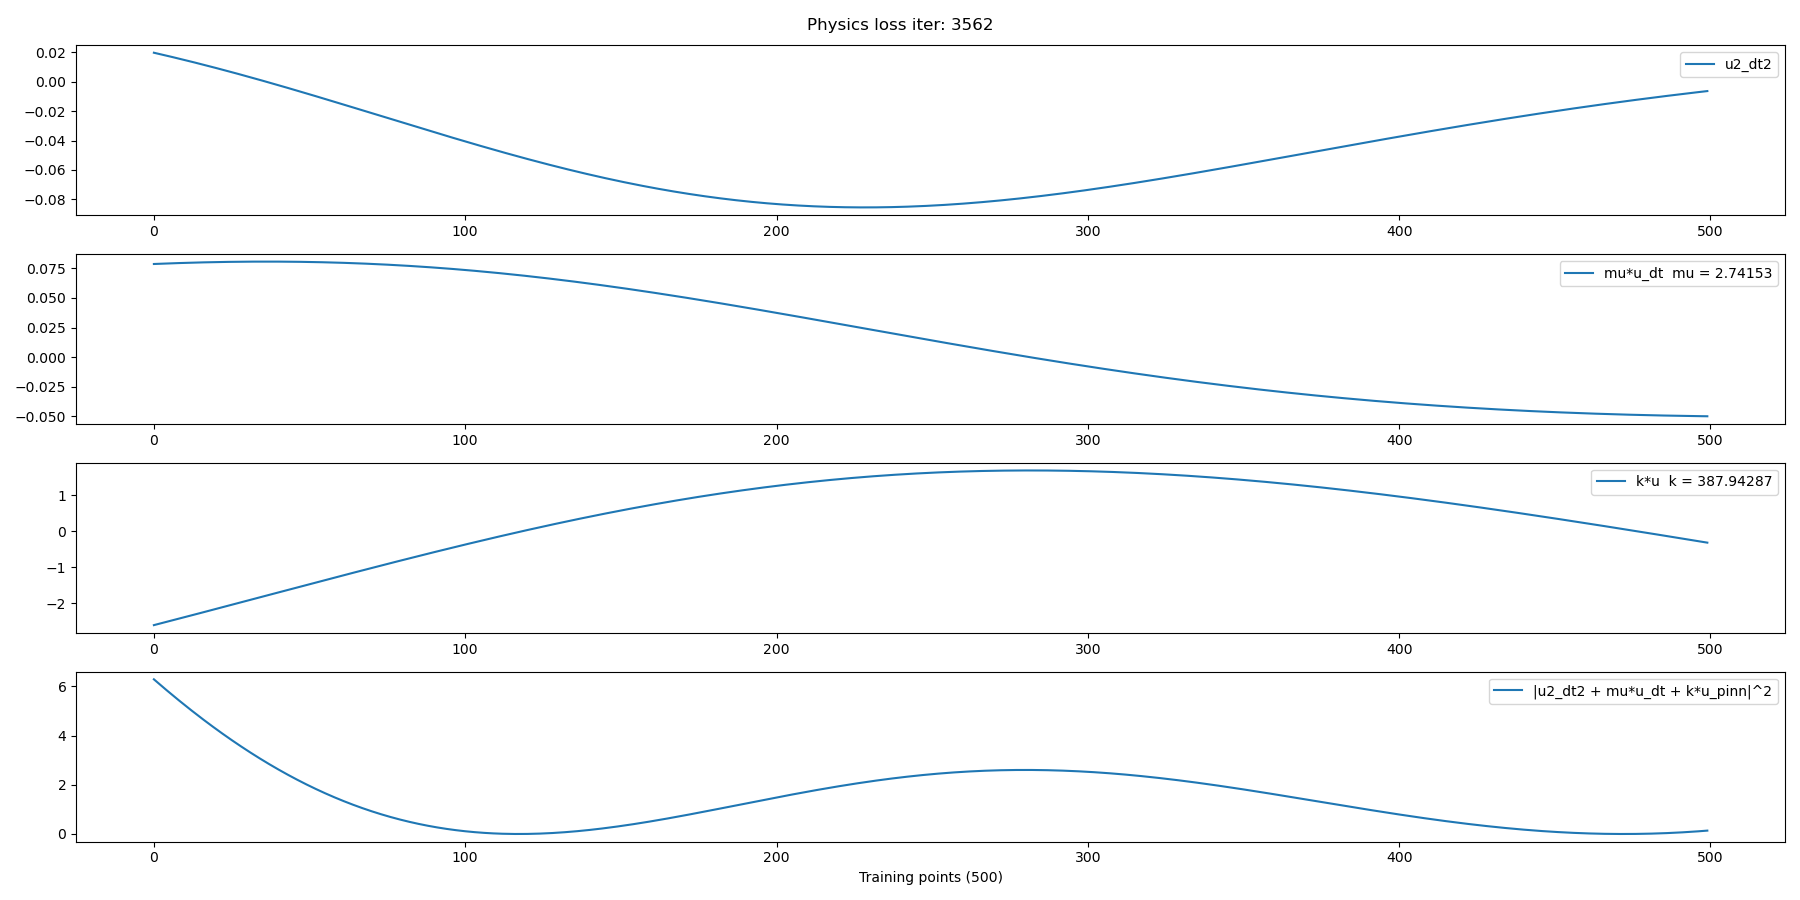 Physics loss iter: 3562
0.02
0.00
−0.02
−0.04
−0.06
−0.08
u2_dt2
0 100 200 300 400 500
0.075
0.050
0.025
0.000
−0.025
−0.050
mu*u_dt  mu = 2.74153
0 100 200 300 400 500
1
0
−1
−2
k*u  k = 387.94287
0 100 200 300 400 500
6
4
2
0
|u2_dt2 + mu*u_dt + k*u_pinn|^2
0 100 200 300 400 500
Training points (500)